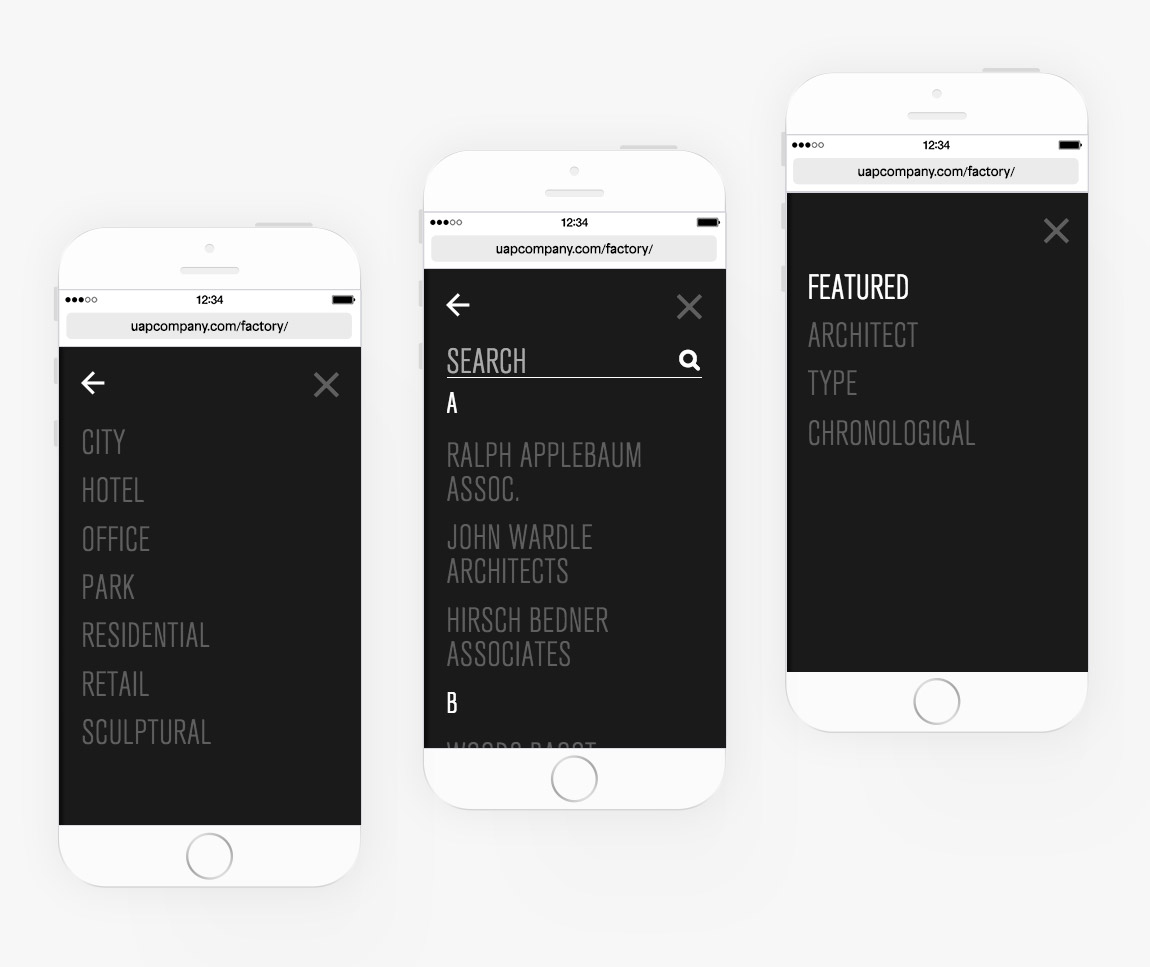 12:34
uapcompany.com/factory/
CITY
HOTEL
OFFICE
PARK
RESIDENTIAL
RETAIL
SCULPTURAL
12:34
uapcompany.com/factory/
SEARCH
A
RALPH APPLEBAUM
ASSOC.
JOHN WARDLE
ARCHITECTS
HIRSCH BEDNER
ASSOCIATES
B
12:34
uapcompany.com/factory/
FEATURED
ARCHITECT
TYPE
CHRONOLOGICAL